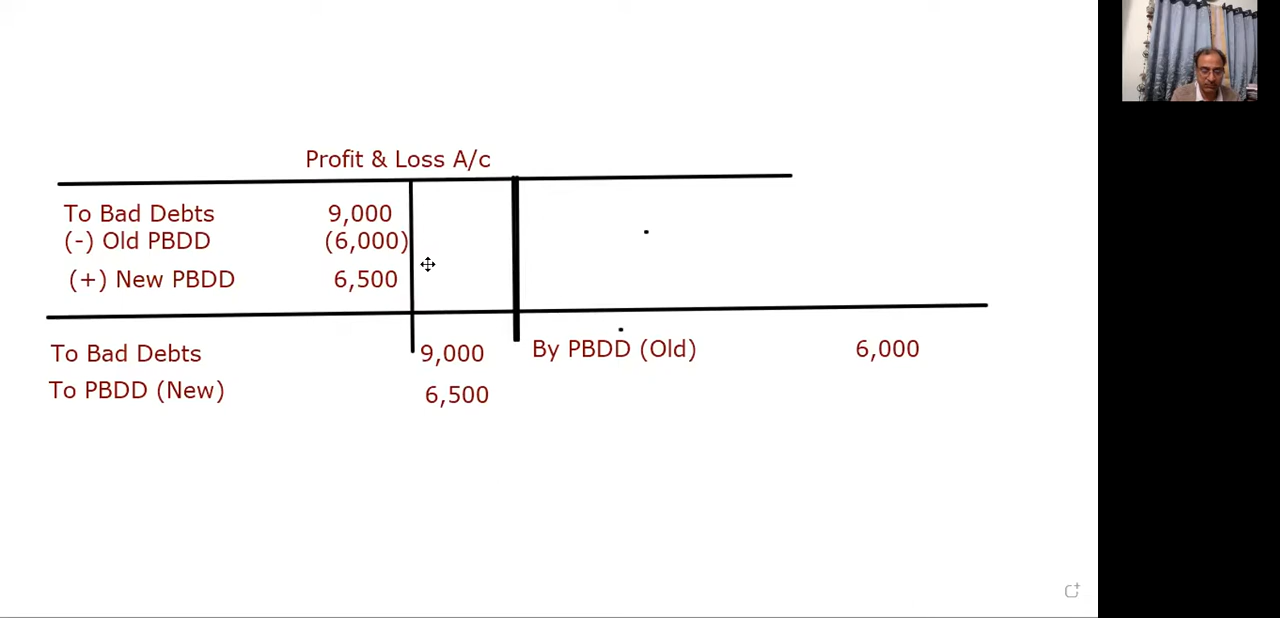 Profit & Loss A/c
To Bad Debts 9,000
(-) Old PBDD (6,000)
(+) New PBDD 6,500
To Bad Debts 9,000 By PBDD (Old) 6,000
To PBDD (New) 6,500